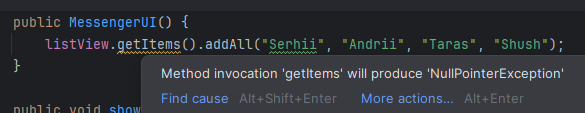 public MessengerUI() {
listView.getItems().addAll("Serhii", "Andrii", "Taras", "Shush");
}
Method invocation 'getItems' will produce 'NullPointerException'
Find cause Alt+Shift+Enter More actions... Alt+Enter
public void show